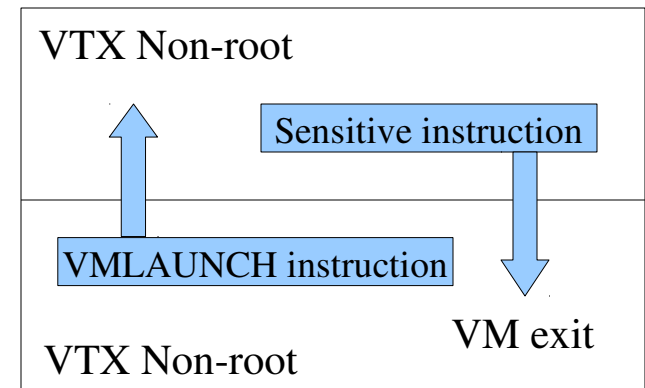 VTX Non-root
Sensitive instruction
VMLAUNCH instruction
VM exit
VTX Non-root